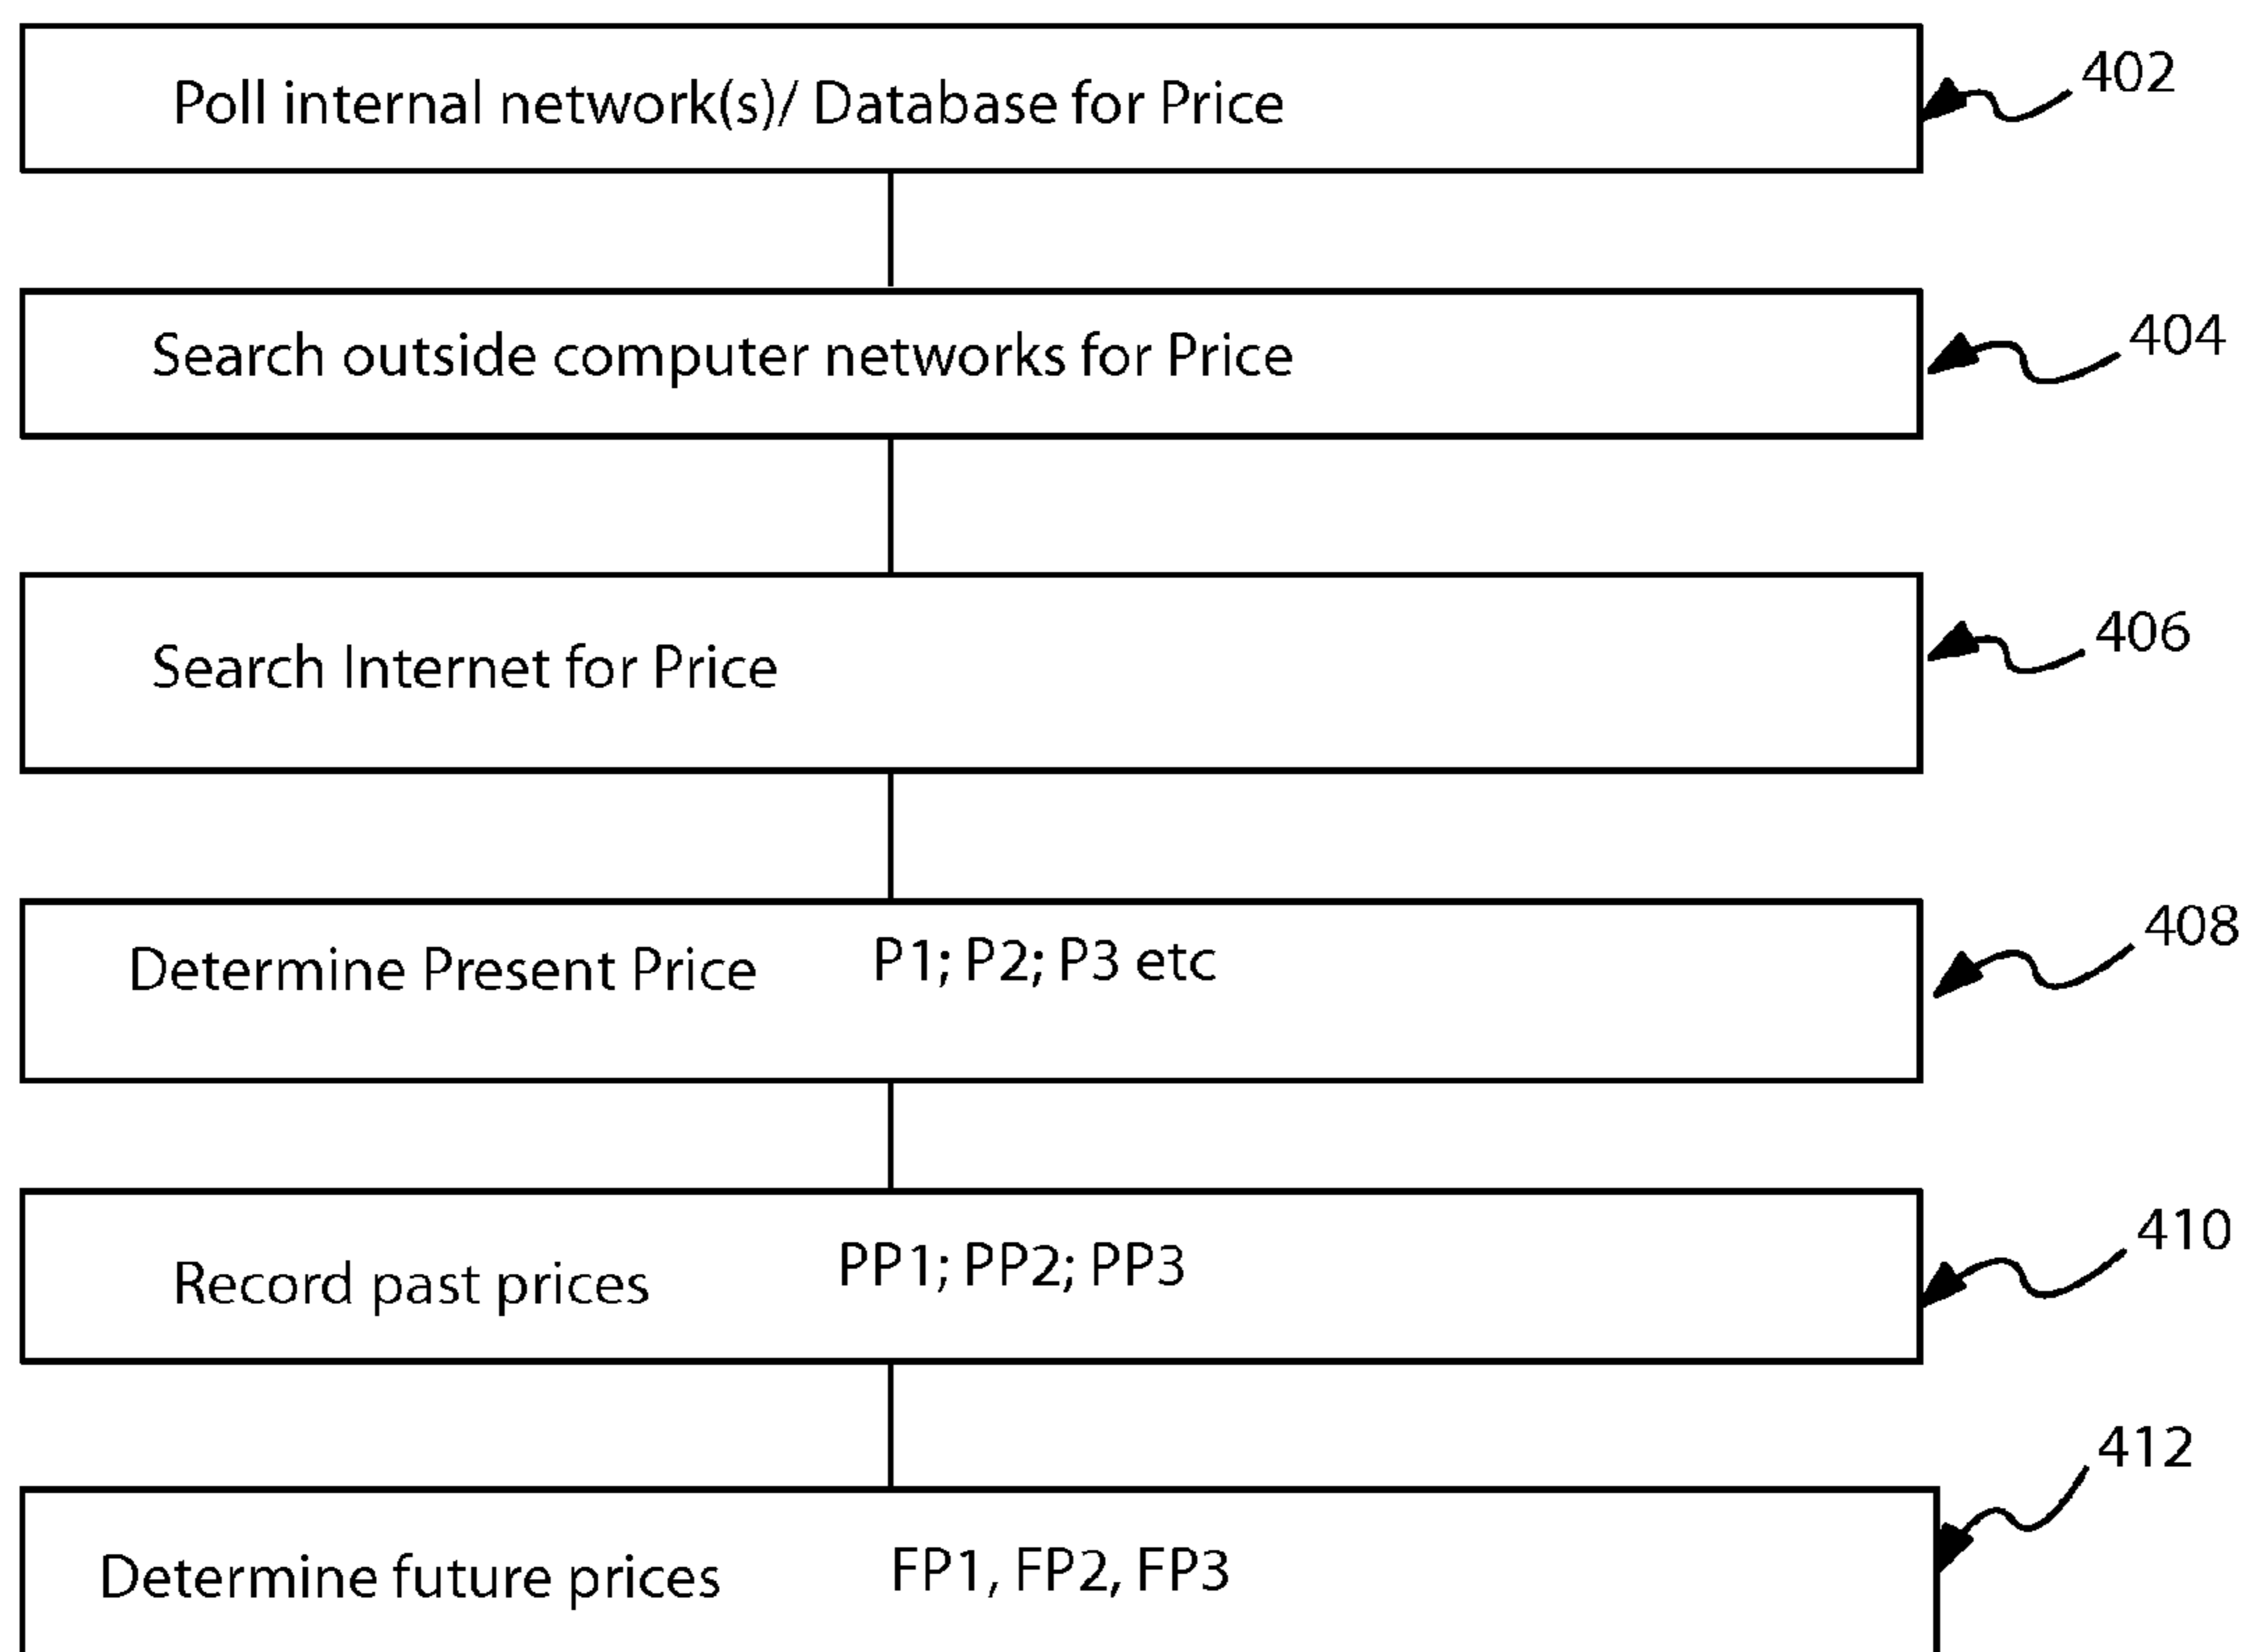 Poll internal network(s)/ Database for Price
402
Search outside computer networks for Price
404
Search Internet for Price
406
Determine Present Price P1; P2; P3 etc
408
Record past prices PP1; PP2; PP3
410
Determine future prices FP1, FP2, FP3
412